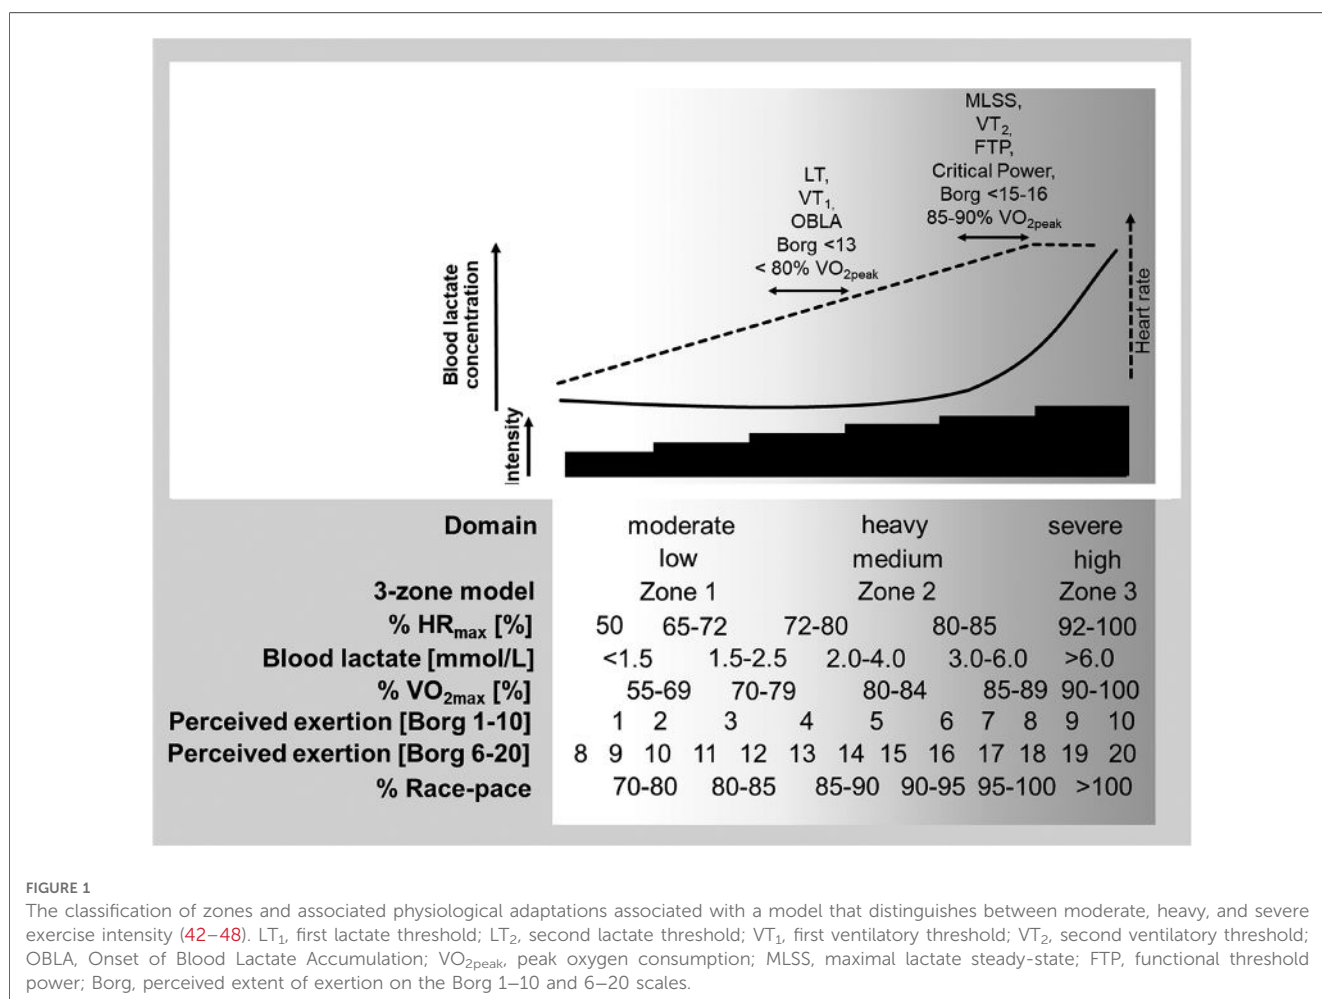 MLSS,
VT2,
FTP,
Critical Power,
Borg <15-16
85-90% VO2peak
LT,
VT1,
OBLA
Borg <13
< 80% VO2peak
Blood lactate
concentration
Heart rate
Intensity
Domain moderate heavy severe
low medium high
3-zone model Zone 1 Zone 2 Zone 3
% HRmax [%] 50 65-72 72-80 80-85 92-100
Blood lactate [mmol/L] <1.5 1.5-2.5 2.0-4.0 3.0-6.0 >6.0
% VO2max [%] 55-69 70-79 80-84 85-89 90-100
Perceived exertion [Borg 1-10] 1 2 3 4 5 6 7 8 9 10
Perceived exertion [Borg 6-20] 8 9 10 11 12 13 14 15 16 17 18 19 20
% Race-pace 70-80 80-85 85-90 90-95 95-100 >100
FIGURE 1
The classification of zones and associated physiological adaptations associated with a model that distinguishes between moderate, heavy, and severe
exercise intensity (42–48). LT1, first lactate threshold; LT2, second lactate threshold; VT1, first ventilatory threshold; VT2, second ventilatory threshold;
OBLA, Onset of Blood Lactate Accumulation; VO2peak, peak oxygen consumption; MLSS, maximal lactate steady-state; FTP, functional threshold
power; Borg, perceived extent of exertion on the Borg 1–10 and 6–20 scales.